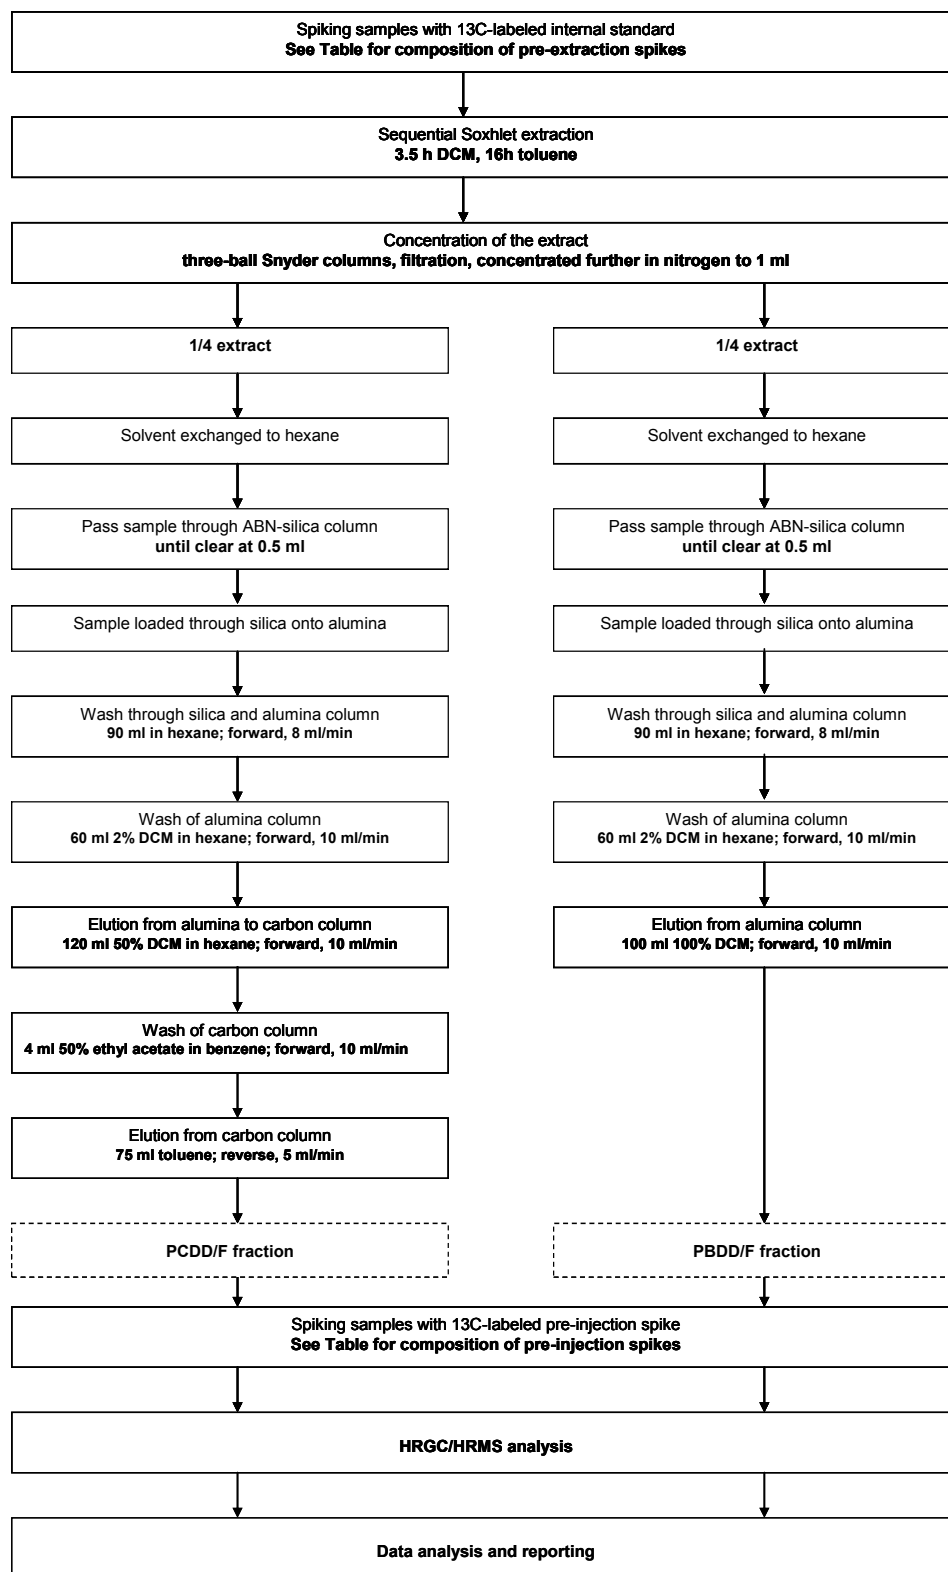 Spiking samples with 13C-labeled internal standard
See Table for composition of pre-extraction spikes
Sequential Soxhlet extraction
3.5 h DCM, 16h toluene
Concentration of the extract
three-ball Snyder columns, filtration, concentrated further in nitrogen to 1 ml
1/4 extract
Solvent exchanged to hexane
Pass sample through ABN-silica column
until clear at 0.5 ml
Sample loaded through silica onto alumina
Wash through silica and alumina column
90 ml in hexane; forward, 8 ml/min
Wash of alumina column
60 ml 2% DCM in hexane; forward, 10 ml/min
Elution from alumina to carbon column
120 ml 50% DCM in hexane; forward, 10 ml/min
Wash of carbon column
4 ml 50% ethyl acetate in benzene; forward, 10 ml/min
Elution from carbon column
75 ml toluene; reverse, 5 ml/min
PCDD/F fraction
1/4 extract
Solvent exchanged to hexane
Pass sample through ABN-silica column
until clear at 0.5 ml
Sample loaded through silica onto alumina
Wash through silica and alumina column
90 ml in hexane; forward, 8 ml/min
Wash of alumina column
60 ml 2% DCM in hexane; forward, 10 ml/min
Elution from alumina column
100 ml 100% DCM; forward, 10 ml/min
PBDD/F fraction
Spiking samples with 13C-labeled pre-injection spike
See Table for composition of pre-injection spikes
HRGC/HRMS analysis
Data analysis and reporting